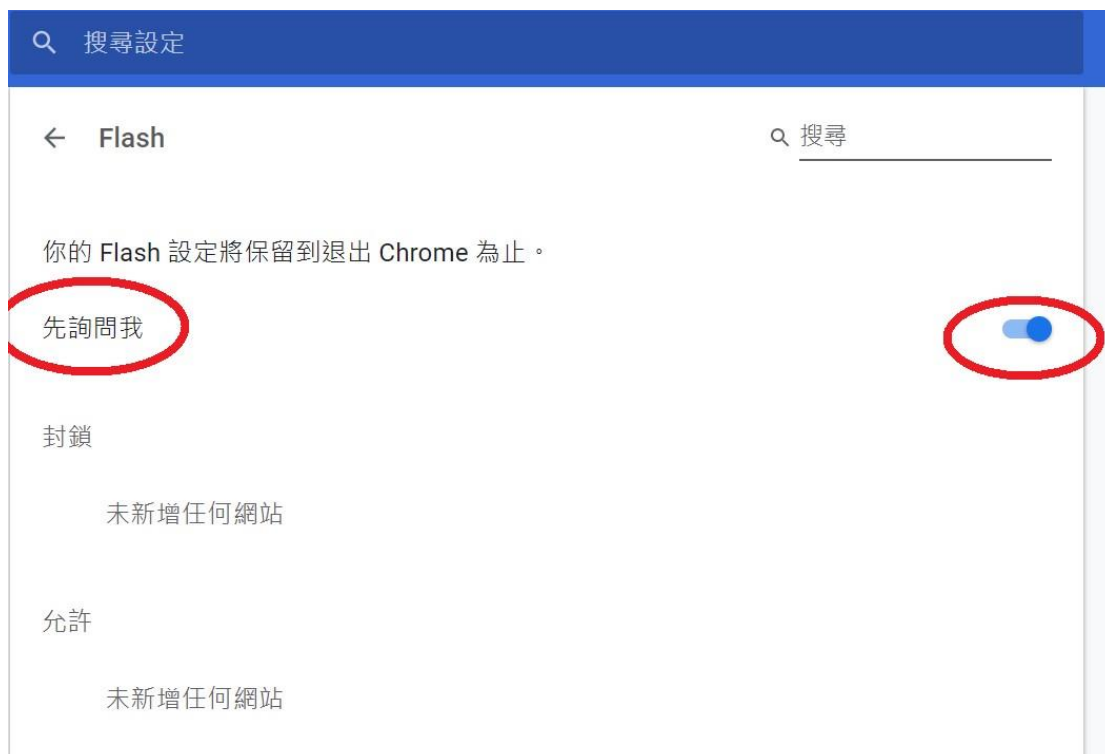 搜尋設定
Flash
搜尋
你的 Flash 設定將保留到退出 Chrome 為止。
先詢問我
封鎖
未新增任何網站
允許
未新增任何網站